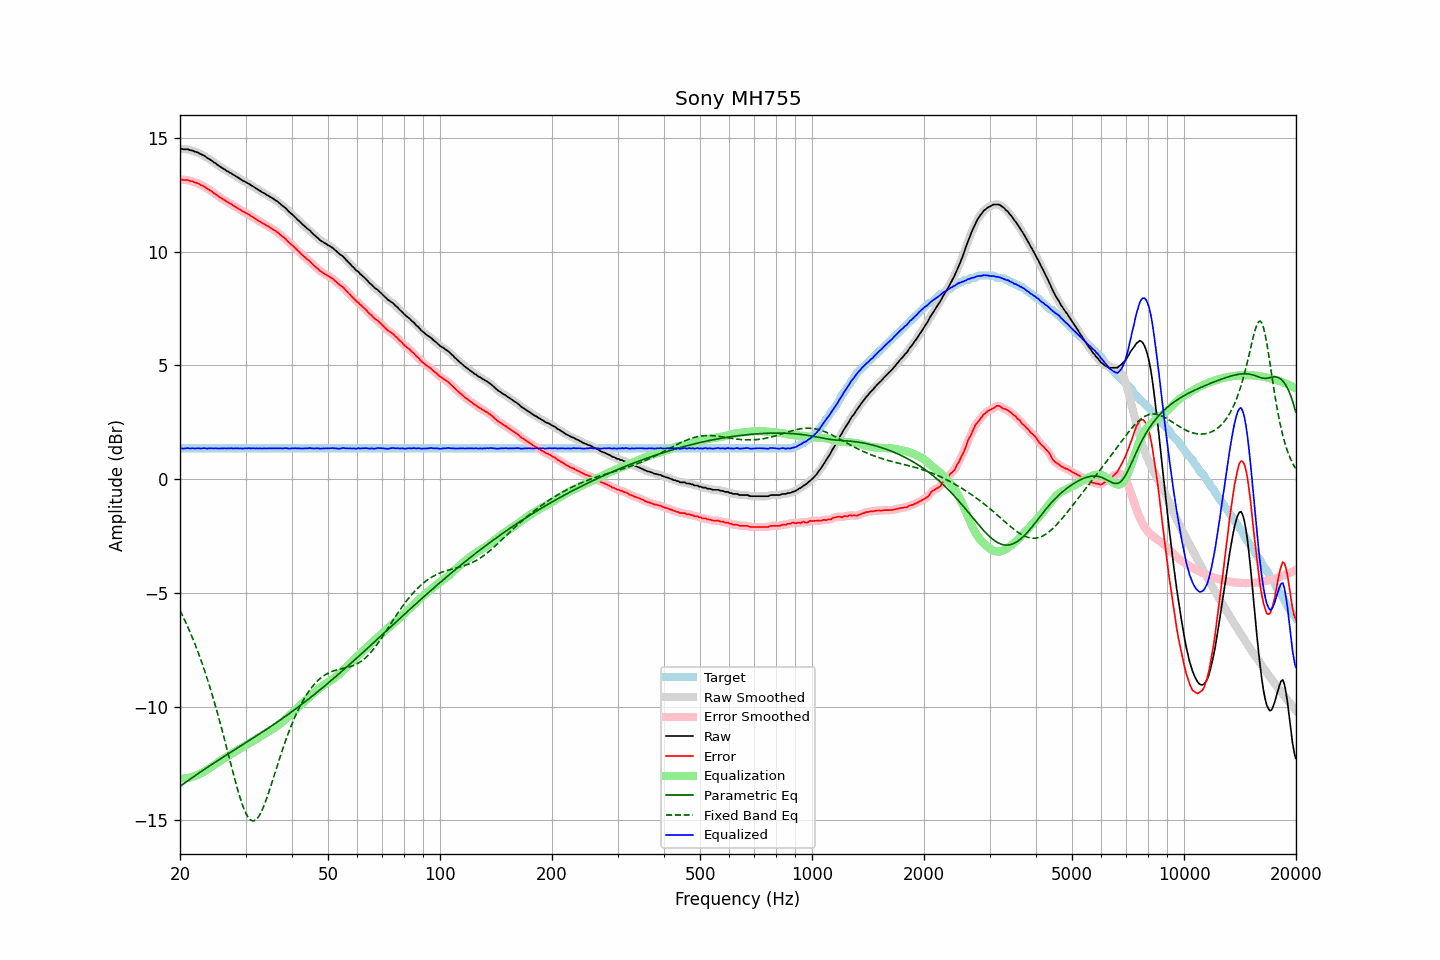 Sony MH755
15
10
5
0
−5
−10
−15
Amplitude (dBr)
Target
Raw Smoothed
Error Smoothed
Raw
Error
Equalization
Parametric Eq
Fixed Band Eq
Equalized
20
50
100
200
500
1000
2000
5000
10000
20000
Frequency (Hz)